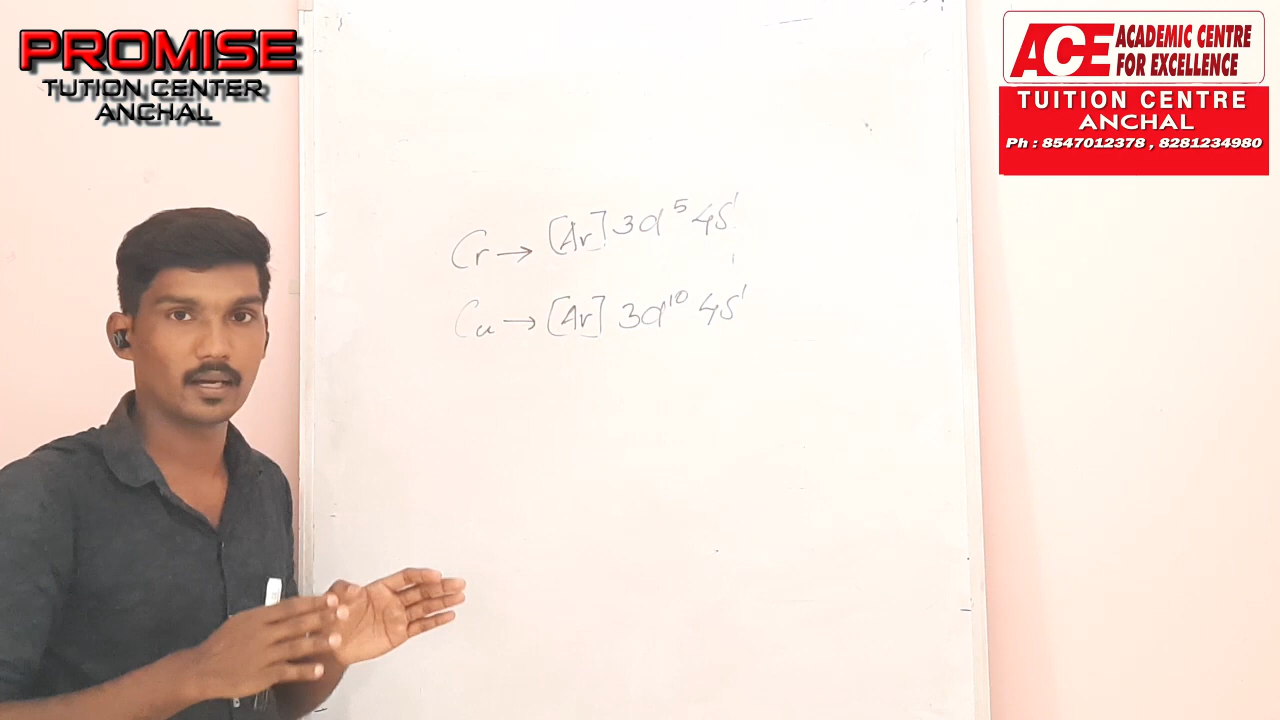 PROMISE
TUTION CENTER
ANCHAL
ACE ACADEMIC CENTRE
FOR EXCELLENCE
TUITION CENTRE
ANCHAL
Ph : 8547012378 , 8281234980
Cr → [Ar] 3d⁵ 4s¹
Cu → [Ar] 3d¹⁰ 4s¹